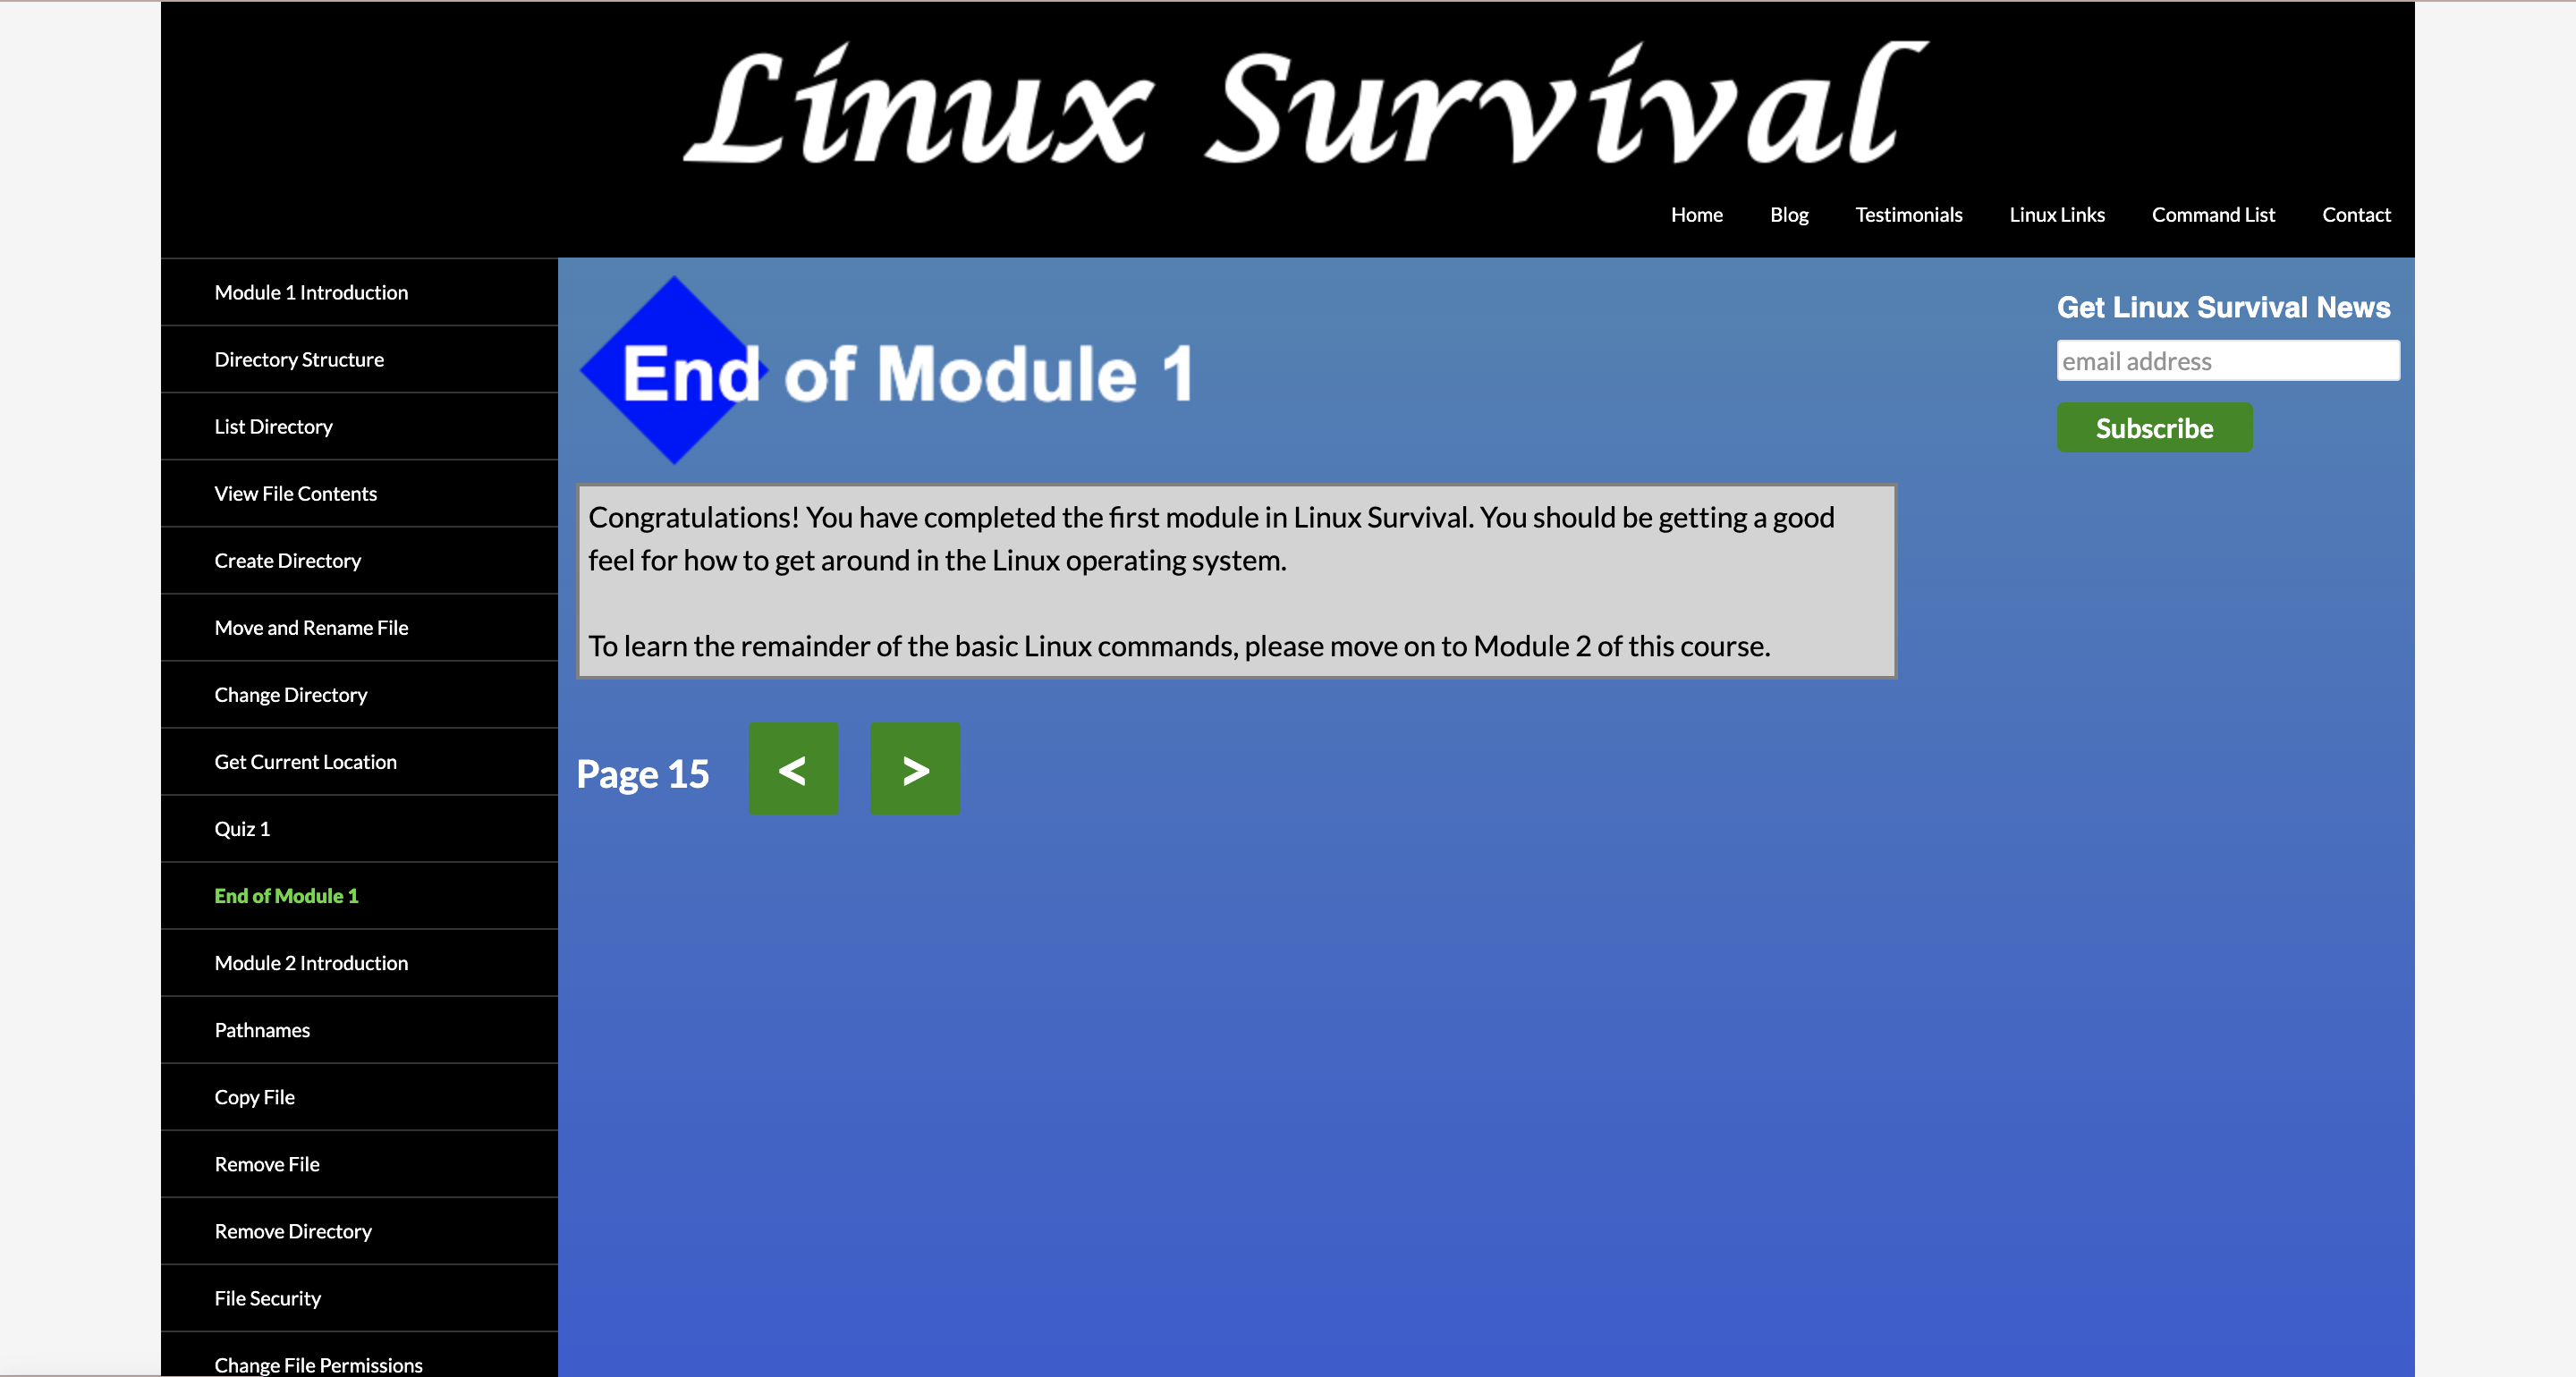 Linux Survival
Home Blog Testimonials Linux Links Command List Contact
Module 1 Introduction
Directory Structure
List Directory
View File Contents
Create Directory
Move and Rename File
Change Directory
Get Current Location
Quiz 1
End of Module 1
Module 2 Introduction
Pathnames
Copy File
Remove File
Remove Directory
File Security
Change File Permissions
End of Module 1
Congratulations! You have completed the first module in Linux Survival. You should be getting a good
feel for how to get around in the Linux operating system.
To learn the remainder of the basic Linux commands, please move on to Module 2 of this course.
Page 15 < >
Get Linux Survival News
email address
Subscribe